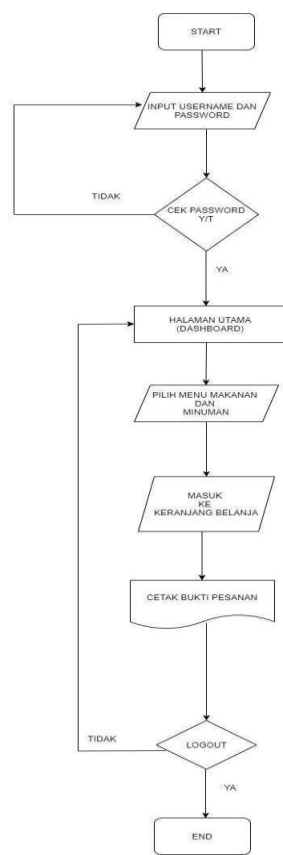 START
INPUT USERNAME DAN
PASSWORD
TIDAK
CEK PASSWORD
Y/T
YA
HALAMAN UTAMA
(DASHBOARD)
PILIH MENU MAKANAN
DAN
MINUMAN
MASUK
KE
KERANJANG BELANJA
CETAK BUKTI PESANAN
TIDAK
LOGOUT
YA
END